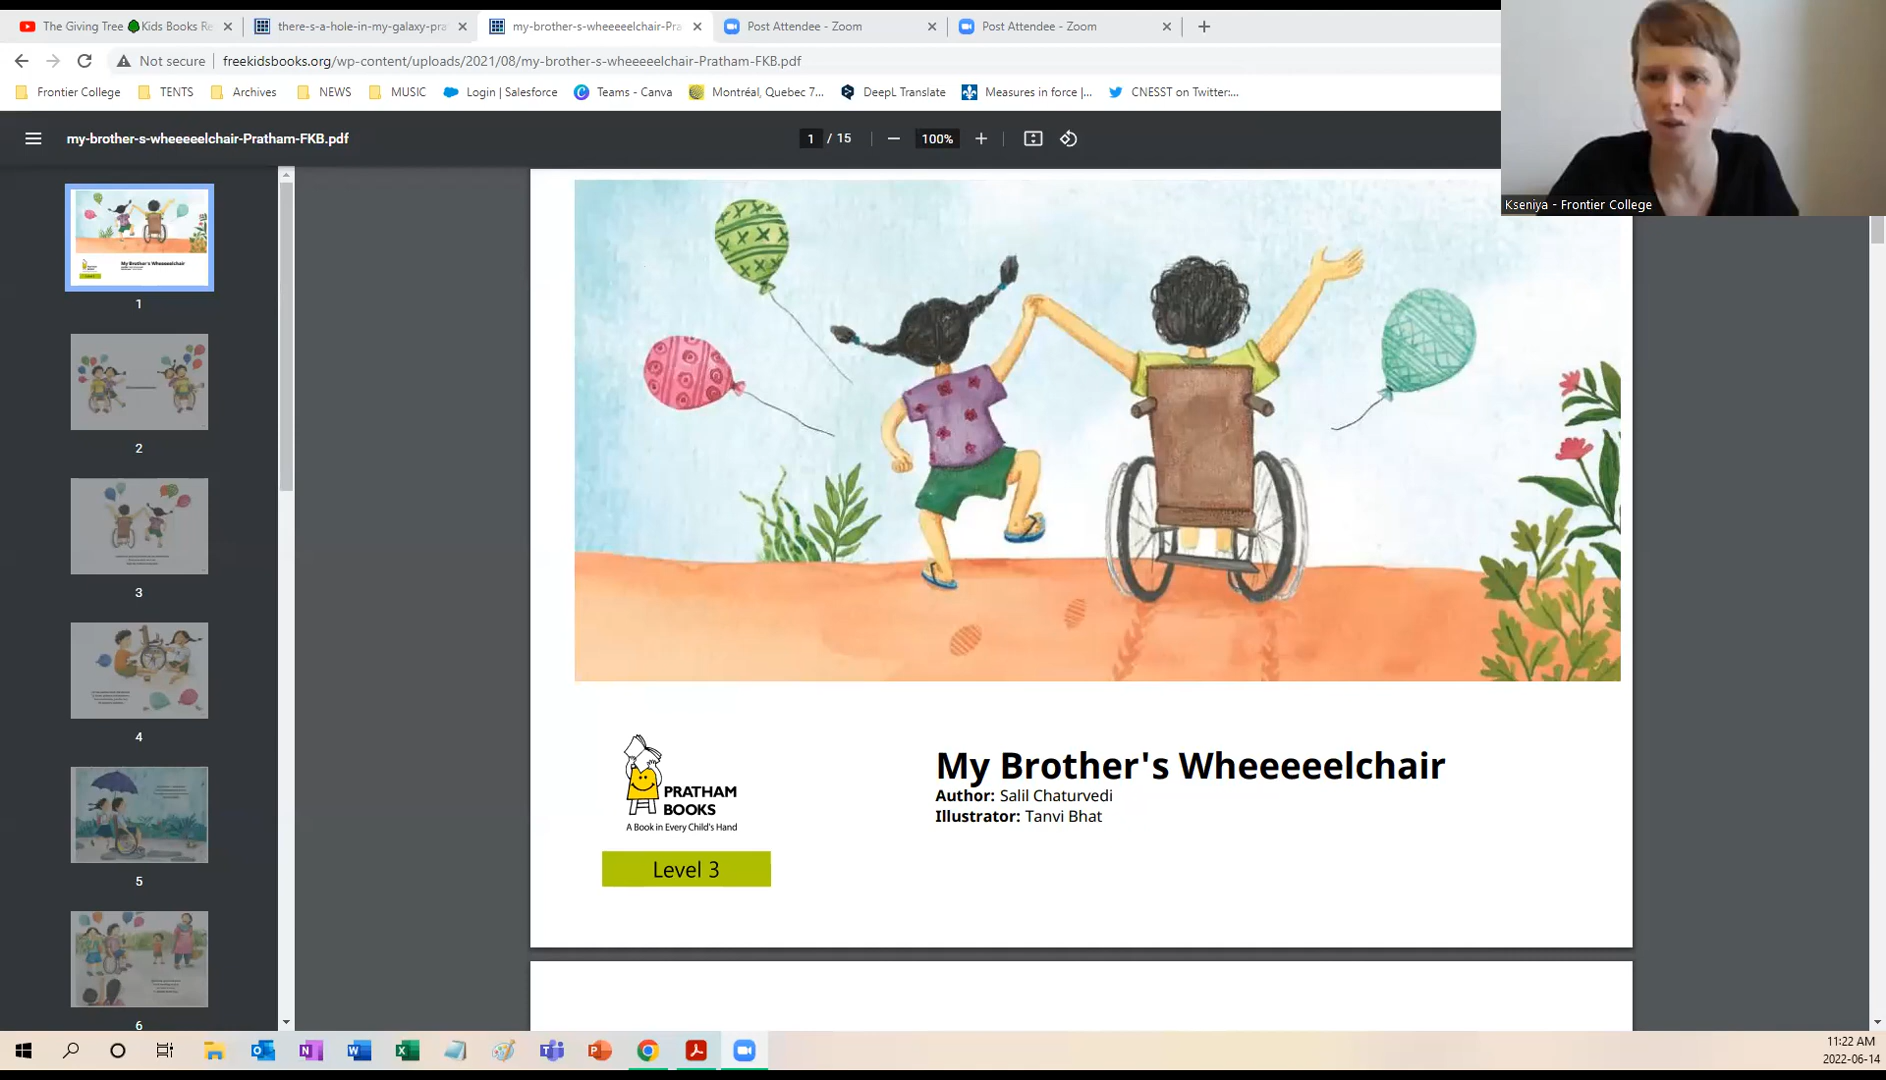 The Giving Tree Kids Books Re
there-s-a-hole-in-my-galaxy-pra
my-brother-s-wheeeeelchair-Pra
Post Attendee - Zoom
Post Attendee - Zoom
Not secure
freekidsbooks.org/wp-content/uploads/2021/08/my-brother-s-wheeeeelchair-Pratham-FKB.pdf
Frontier College
TENTS
Archives
NEWS
MUSIC
Login | Salesforce
Teams - Canva
Montréal, Quebec 7...
DeepL Translate
Measures in force |...
CNESST on Twitter:...
my-brother-s-wheeeeelchair-Pratham-FKB.pdf
1 / 15
100%
Kseniya - Frontier College
1
2
3
4
5
6
PRATHAM
BOOKS
A Book in Every Child's Hand
Level 3
My Brother's Wheeeeelchair
Author: Salil Chaturvedi
Illustrator: Tanvi Bhat
11:22 AM
2022-06-14